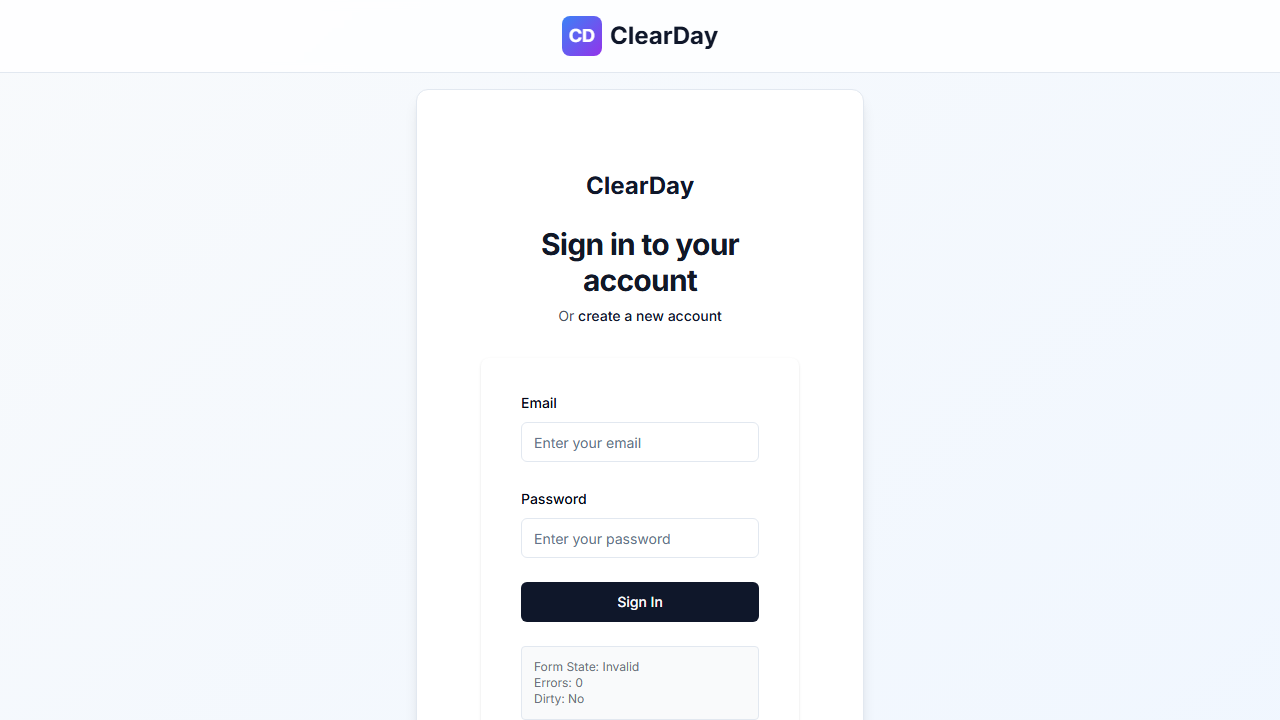 CD ClearDay
ClearDay
Sign in to your
account
Or create a new account
Email
Enter your email
Password
Enter your password
Sign In
Form State: Invalid
Errors: 0
Dirty: No